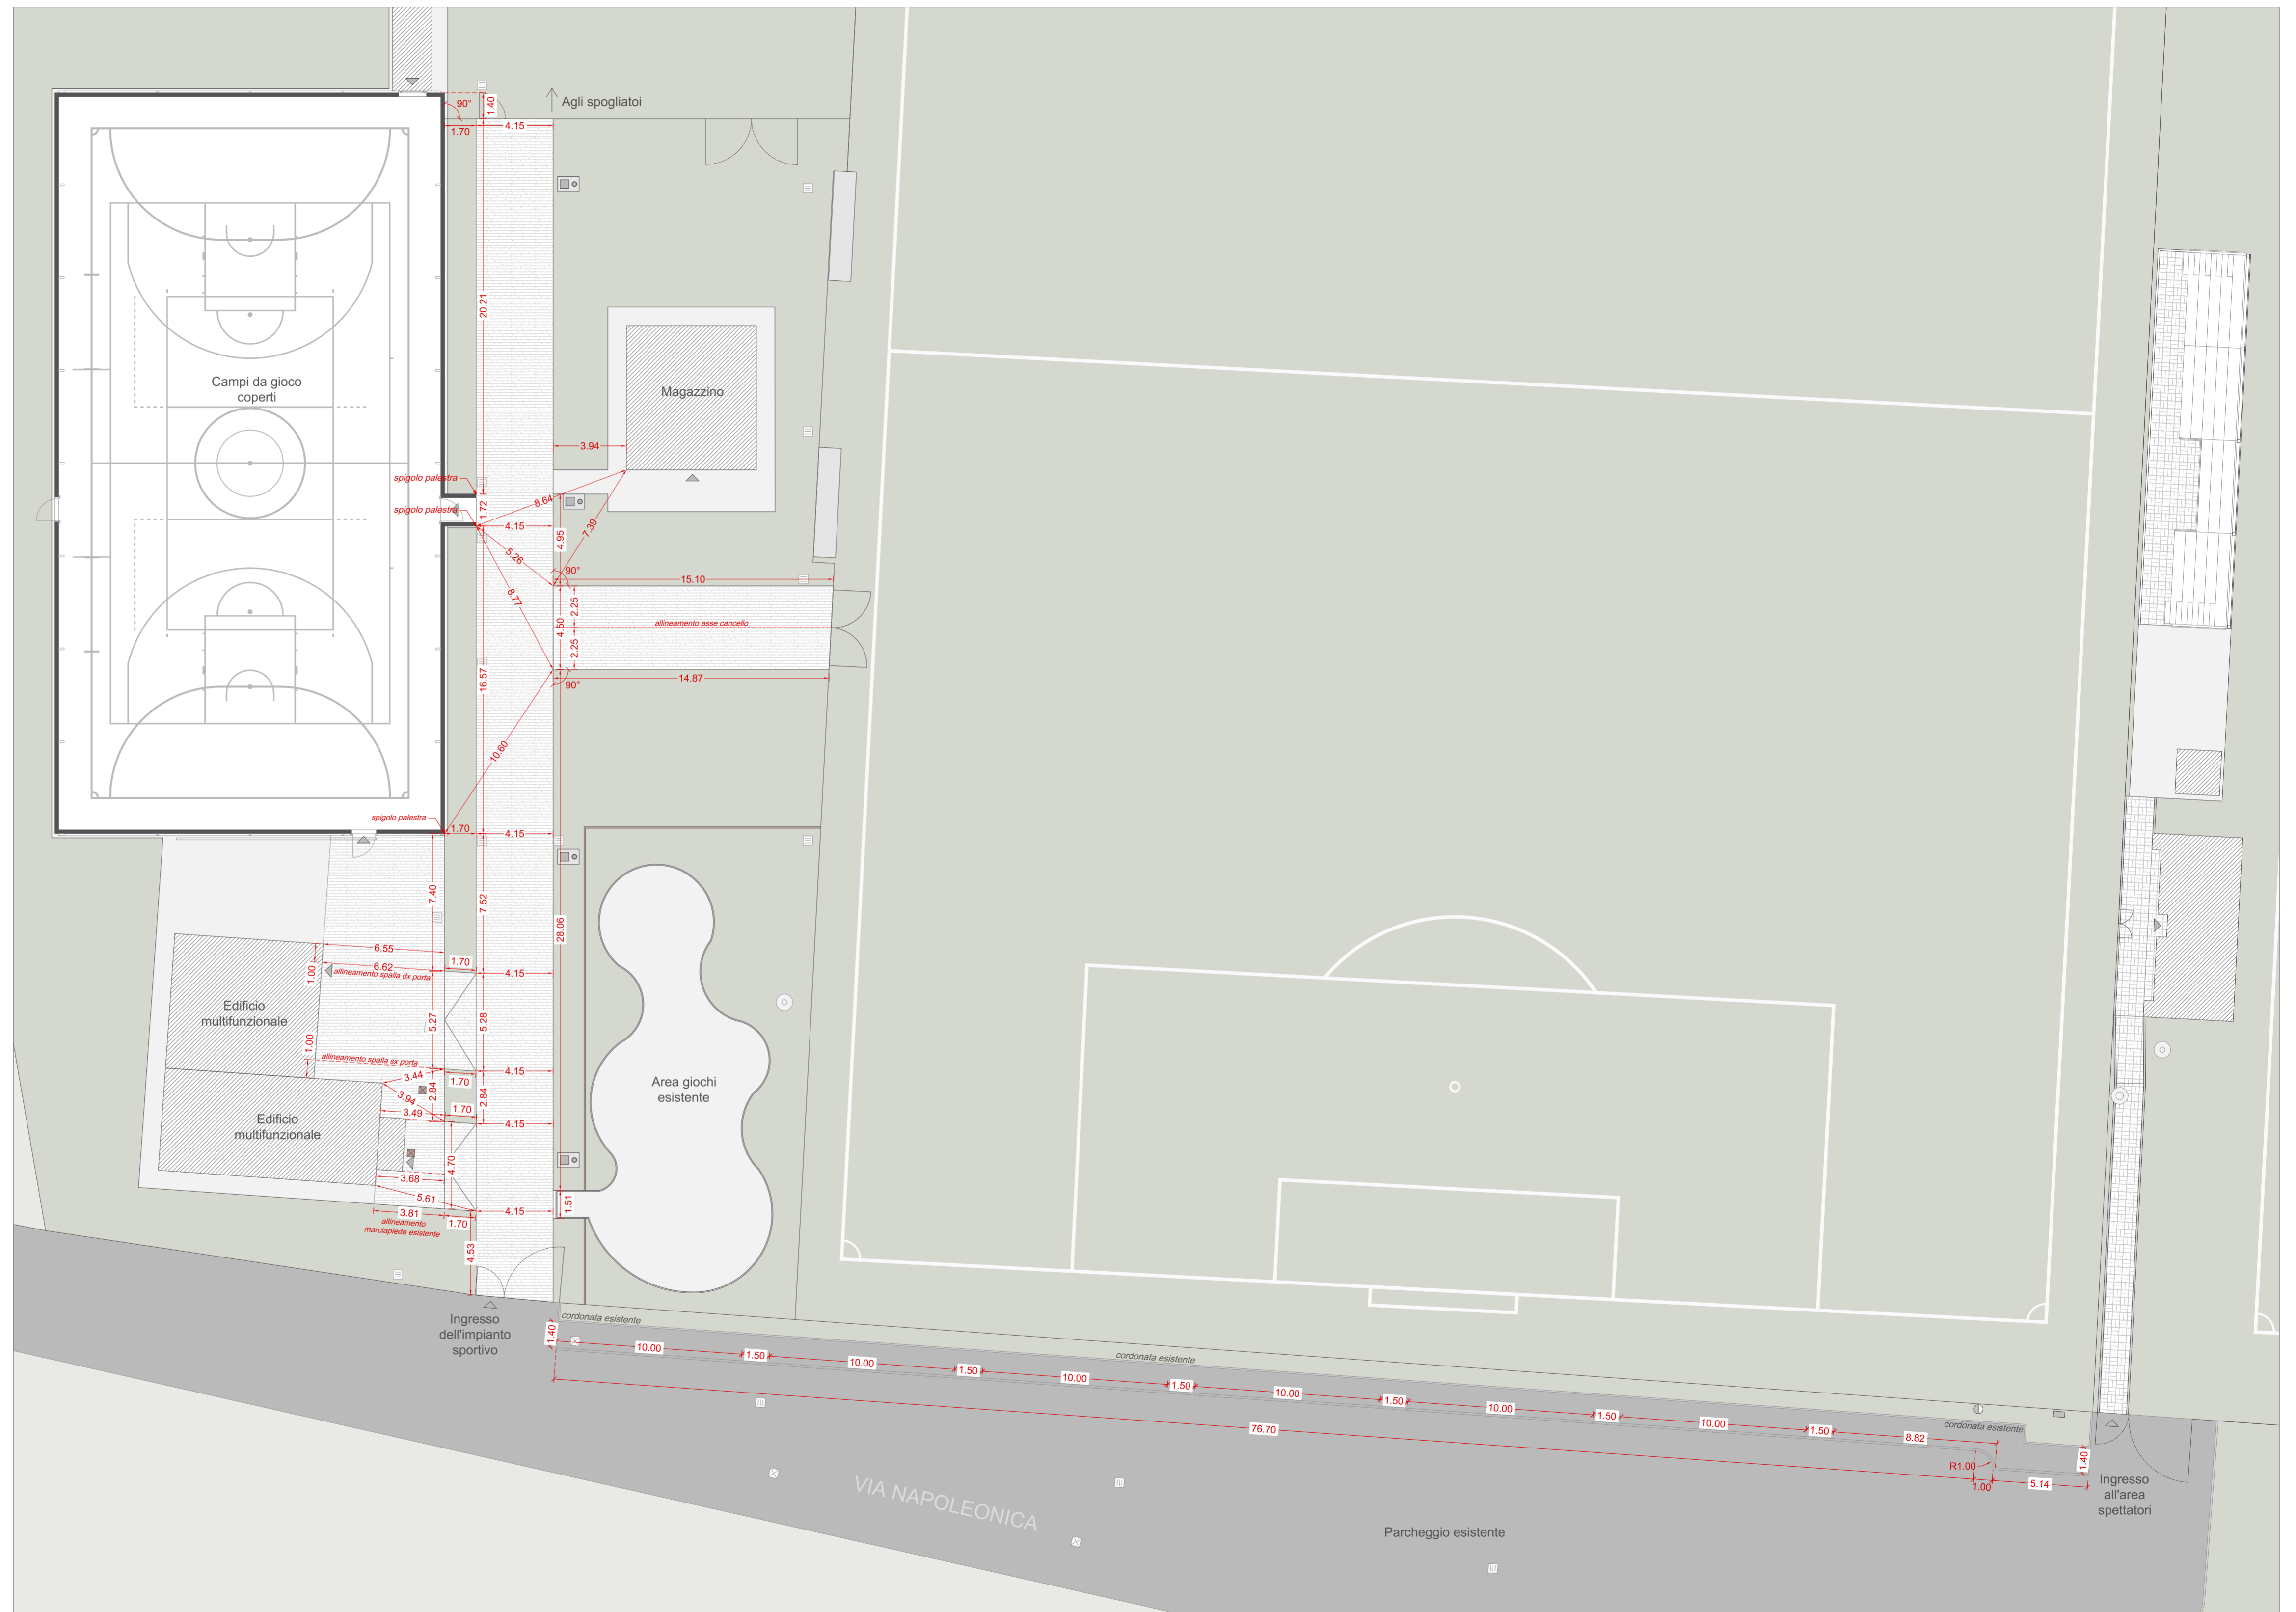 90°
1.40
Agli spogliatoi
1.70
4.15
20.21
Campi da gioco
coperti
Magazzino
3.94
spigolo palestra
8.64
1.72
spigolo palestra
4.15
7.39
4.95
5.26
90°
15.10
8.77
2.25
4.50
allineamento asse cancello
2.25
16.57
14.87
90°
10.60
spigolo palestra
1.70
4.15
7.40
7.52
28.06
6.55
1.70
6.62
allineamento spalla dx porta
1.00
4.15
Edificio
multifunzionale
5.27
5.28
1.00
allineamento spalla sx porta
4.15
3.44
1.70
2.84
2.84
Area giochi
esistente
3.94
3.49
1.70
Edificio
multifunzionale
4.15
4.70
3.68
5.61
1.51
3.81
1.70
4.15
allineamento
marciapiede esistente
4.53
Ingresso
dell'impianto
sportivo
cordonata esistente
1.40
10.00
1.50
10.00
1.50
cordonata esistente
10.00
1.50
10.00
1.50
10.00
1.50
10.00
1.50
8.82
cordonata esistente
76.70
R1.00
1.00
5.14
1.40
Ingresso
all'area
spettatori
VIA NAPOLEONICA
Parcheggio esistente